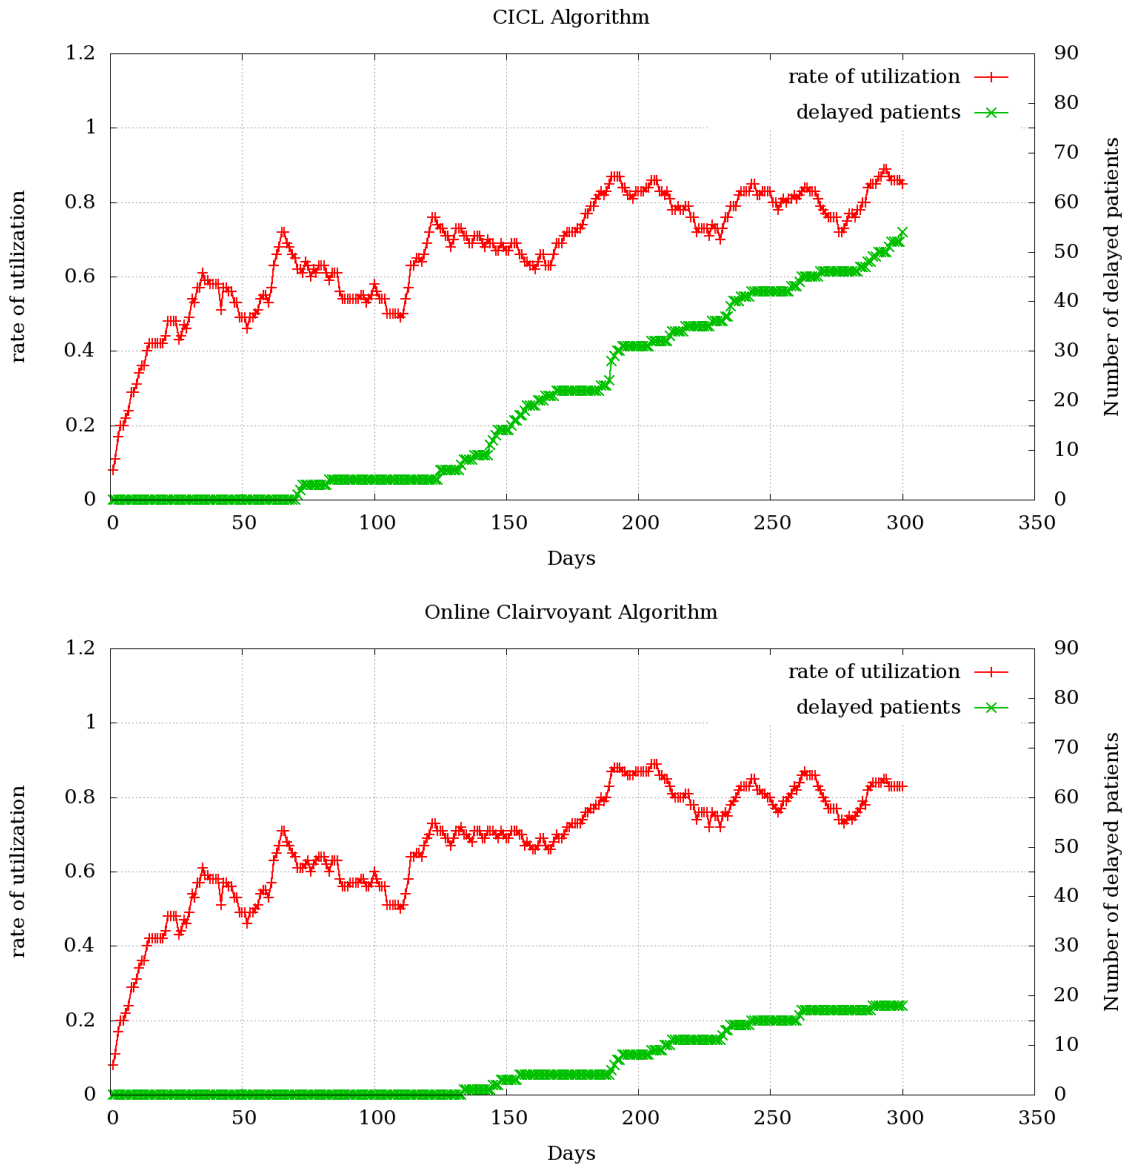 CICL Algorithm
1.2
1
0.8
0.6
0.4
0.2
0
90
80
70
60
50
40
30
20
10
0
rate of utilization
delayed patients
rate of utilization
Number of delayed patients
0 50 100 150 200 250 300 350
Days
Online Clairvoyant Algorithm
1.2
1
0.8
0.6
0.4
0.2
0
90
80
70
60
50
40
30
20
10
0
rate of utilization
delayed patients
rate of utilization
Number of delayed patients
0 50 100 150 200 250 300 350
Days